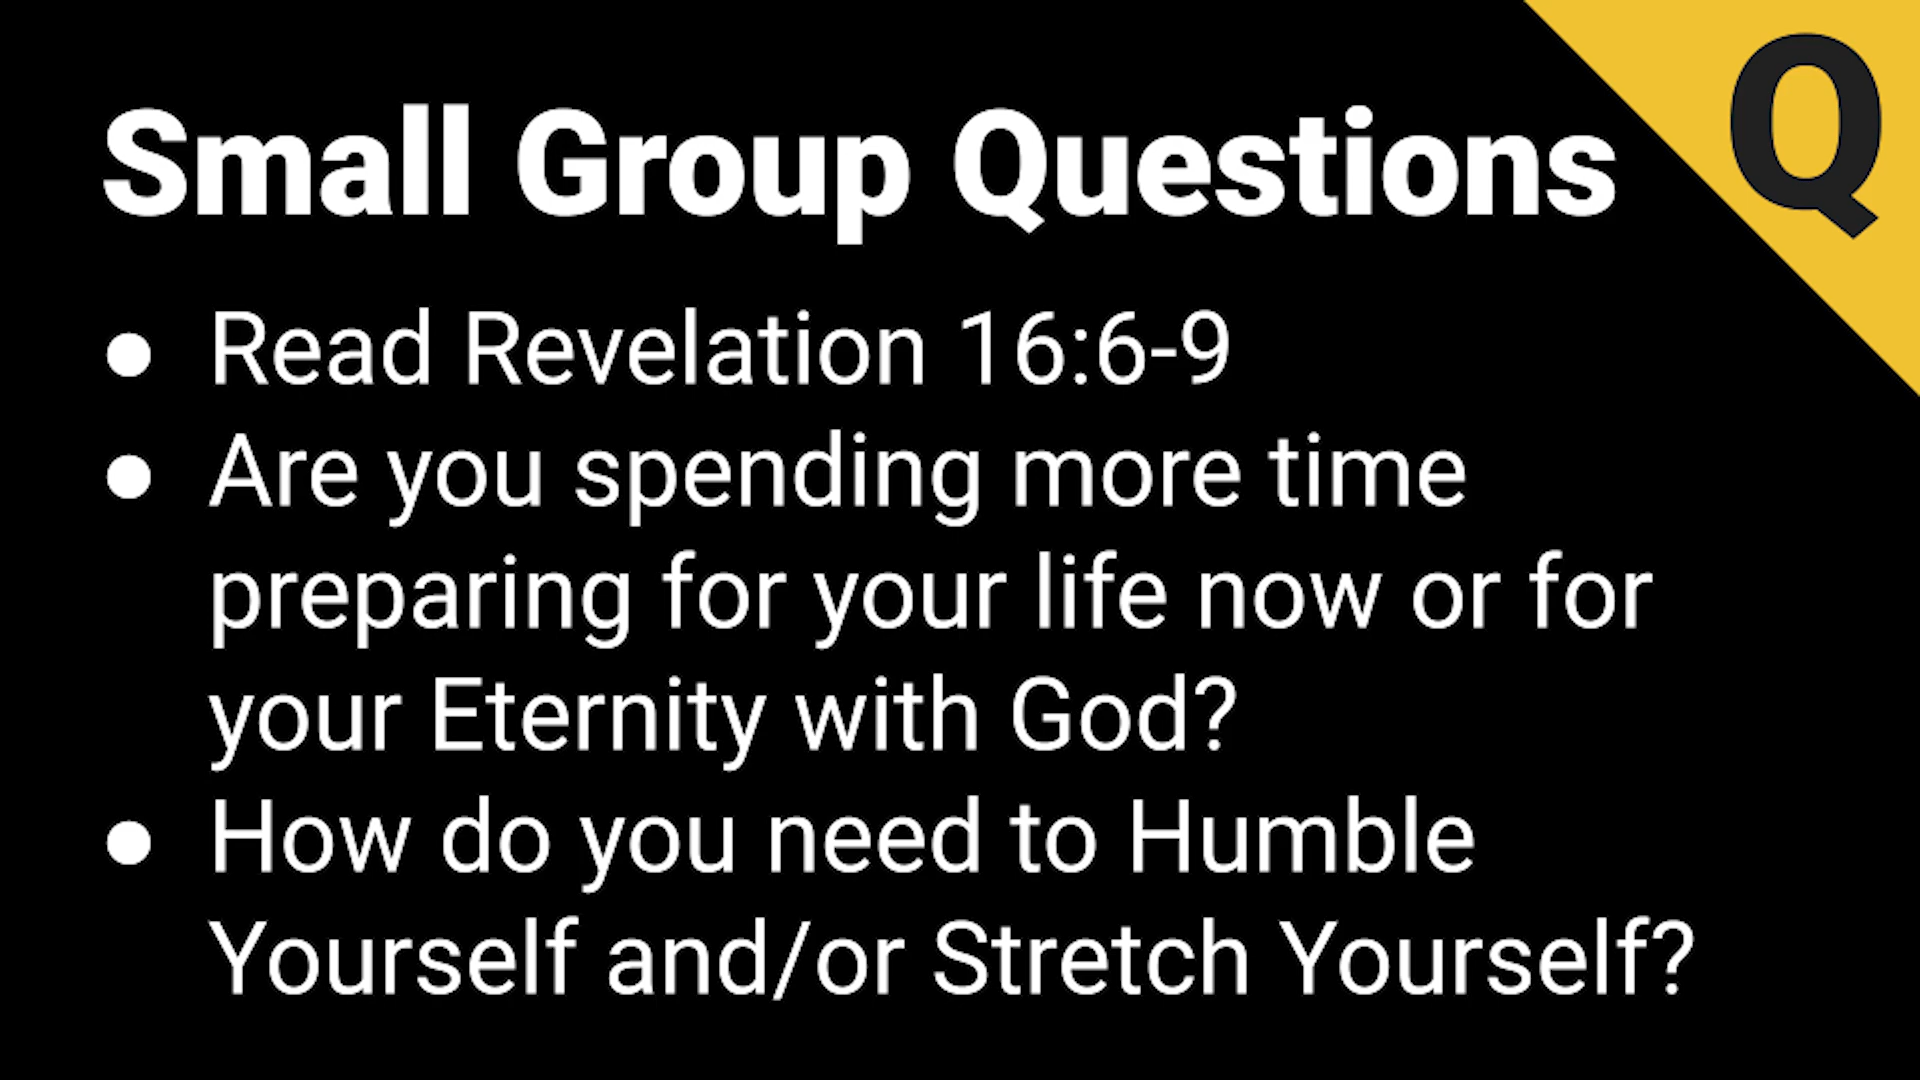 Small Group Questions
Q
● Read Revelation 16:6-9
● Are you spending more time
preparing for your life now or for
your Eternity with God?
● How do you need to Humble
Yourself and/or Stretch Yourself?